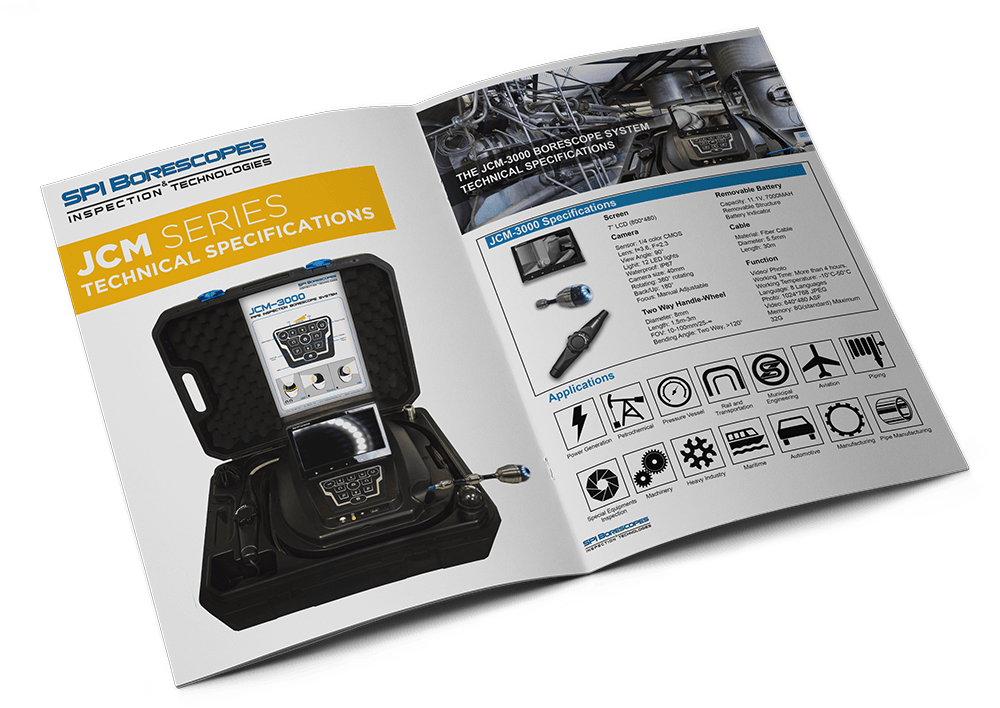 SPI BORESCOPES
&
INSPECTION TECHNOLOGIES
JCM SERIES
TECHNICAL SPECIFICATIONS
SPI BORESCOPES
JCM-3000
PIPE INSPECTION BORESCOPE SYSTEM
THE JCM-3000 BORESCOPE SYSTEM
TECHNICAL SPECIFICATIONS
JCM-3000 Specifications
Screen
7" LCD (800*480)
Camera
Sensor: 1/4 color CMOS
Lens: f=3.6, F=2.3
View Angle: 90°
Light: 12 LED lights
Waterproof: IP67
Camera size: 40mm
Rotating: 360° rotating
Back/Up: 180°
Focus: Manual Adjustable
Two Way Handle-Wheel
Diameter: 8mm
Length: 1.5m-3m
FOV: 10-100mm/25-∞
Bending Angle: Two Way, >120°
Removable Battery
Capacity: 11.1V, 7000MAH
Removable Structure
Battery Indicator
Cable
Material: Fiber Cable
Diameter: 5.5mm
Length: 30m
Function
Video/ Photo
Working Time: More than 4 hours
Working Temperature: -10°C-50°C
Language: 8 Languages
Photo: 1024*768 JPEG
Video: 640*480 ASF
Memory: 8G(standard) Maximum
32G
Applications
Power Generation
Petrochemical
Pressure Vessel
Rail and
Transportation
Municipal
Engineering
Aviation
Piping
Special Equipments
Inspection
Machinery
Heavy Industry
Maritime
Automotive
Manufacturing
Pipe Manufacturing
SPI BORESCOPES
INSPECTION TECHNOLOGIES